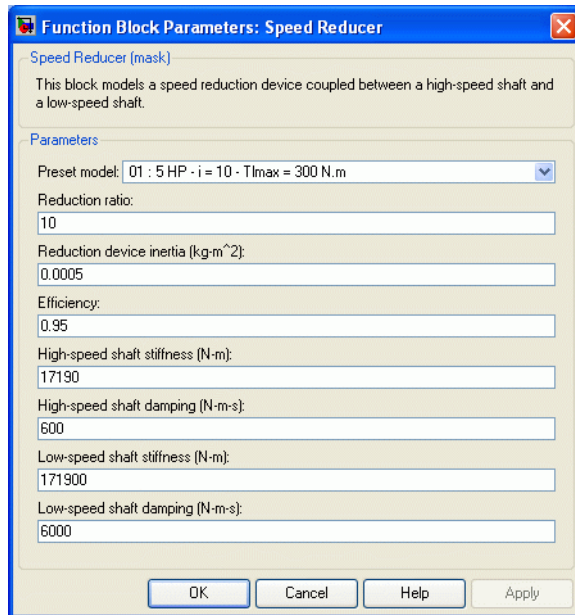 Function Block Parameters: Speed Reducer
Speed Reducer (mask)
This block models a speed reduction device coupled between a high-speed shaft and
a low-speed shaft.
Parameters
Preset model: 01 : 5 HP - i = 10 - Tlmax = 300 N.m
Reduction ratio:
10
Reduction device inertia (kg-m^2):
0.0005
Efficiency:
0.95
High-speed shaft stiffness (N-m):
17190
High-speed shaft damping (N-m-s):
600
Low-speed shaft stiffness (N-m):
171900
Low-speed shaft damping (N-m-s):
6000
OK Cancel Help Apply